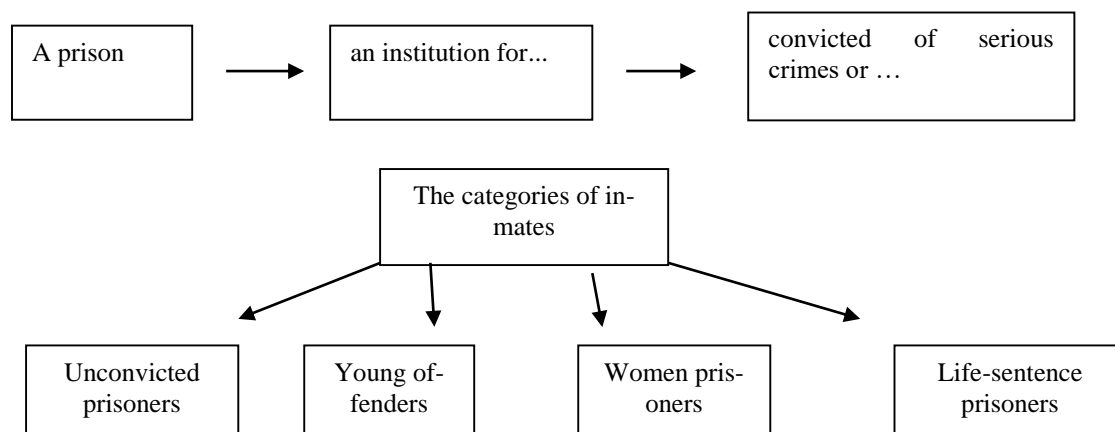 A prison
an institution for...
convicted of serious
crimes or …
The categories of in-
mates
Unconvicted
prisoners
Young of-
fenders
Women pris-
oners
Life-sentence
prisoners